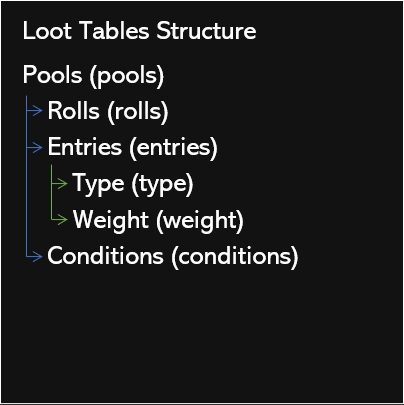 Loot Tables Structure
Pools (pools)
Rolls (rolls)
Entries (entries)
Type (type)
Weight (weight)
Conditions (conditions)